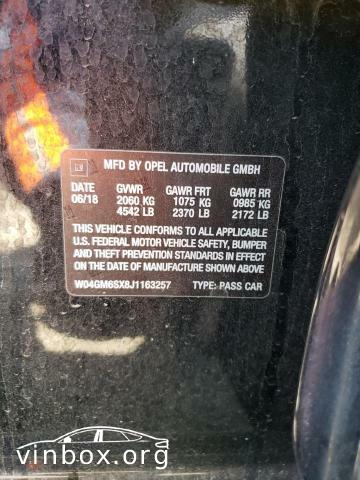 GM
MFD BY OPEL AUTOMOBILE GMBH
DATE GVWR GAWR FRT GAWR RR
06/18 2060 KG 1075 KG 0985 KG
4542 LB 2370 LB 2172 LB
THIS VEHICLE CONFORMS TO ALL APPLICABLE
U.S. FEDERAL MOTOR VEHICLE SAFETY, BUMPER
AND THEFT PREVENTION STANDARDS IN EFFECT ON
THE DATE OF MANUFACTURE SHOWN ABOVE
W04GM6SX8J1163257 TYPE: PASS CAR
vinbox.org